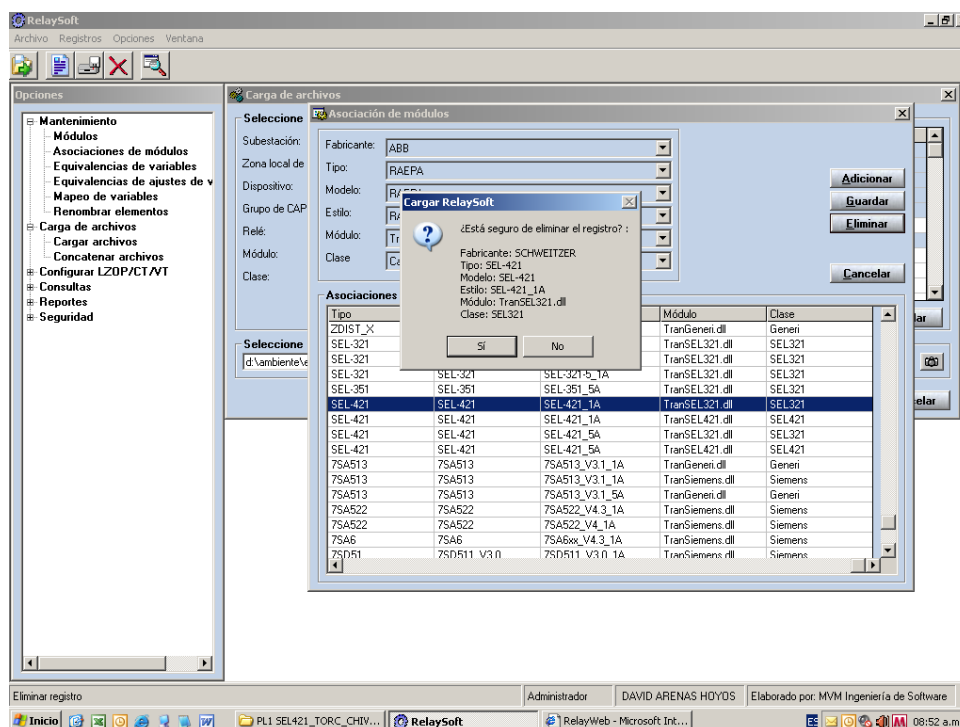 RelaySoft
Archivo Registros Opciones Ventana
Opciones
Mantenimiento
Módulos
Asociaciones de módulos
Equivalencias de variables
Equivalencias de ajustes de v
Mapeo de variables
Renombrar elementos
Carga de archivos
Cargar archivos
Concatenar archivos
Configurar LZOP/CT/VT
Consultas
Reportes
Seguridad
Carga de archivos
Seleccione
Subestación:
Zona local de
Dispositivo:
Grupo de CAP
Relé:
Módulo:
Clase:
Seleccione
d:\ambiente\e
Asociación de módulos
Fabricante: ABB
Tipo: RAEPA
Modelo:
Estilo:
Módulo:
Clase
Adicionar
Guardar
Eliminar
Cancelar
Cargar RelaySoft
¿Está seguro de eliminar el registro? :
Fabricante: SCHWEITZER
Tipo: SEL-421
Modelo: SEL-421
Estilo: SEL-421_1A
Módulo: TranSEL321.dll
Clase: SEL321
Sí No
Asociaciones
Tipo Módulo Clase
ZDIST_X TranGeneri.dll Generi
SEL-321 TranSEL321.dll SEL321
SEL-321 TranSEL321.dll SEL321
SEL-321 SEL-321 SEL-321-5_1A TranSEL321.dll SEL321
SEL-351 SEL-351 SEL-351_5A TranSEL321.dll SEL321
SEL-421 SEL-421 SEL-421_1A TranSEL321.dll SEL321
SEL-421 SEL-421 SEL-421_1A TranSEL421.dll SEL421
SEL-421 SEL-421 SEL-421_5A TranSEL321.dll SEL321
SEL-421 SEL-421 SEL-421_5A TranSEL421.dll SEL421
7SA513 7SA513 7SA513_V3.1_1A TranGeneri.dll Generi
7SA513 7SA513 7SA513_V3.1_1A TranSiemens.dll Siemens
7SA513 7SA513 7SA513_V3.1_5A TranGeneri.dll Generi
7SA522 7SA522 7SA522_V4.3_1A TranSiemens.dll Siemens
7SA522 7SA522 7SA522_V4_1A TranSiemens.dll Siemens
7SA6 7SA6 7SA6xx_V4.3_1A TranSiemens.dll Siemens
7SD51 7SD511_V3.0 7SD511_V3.0_1A TranSiemens.dll Siemens
lar
elar
Eliminar registro Administrador DAVID ARENAS HOYOS Elaborado por: MVM Ingeniería de Software
Inicio PL1 SEL421_TORC_CHIV... RelaySoft RelayWeb - Microsoft Int... ES 08:52 a.m